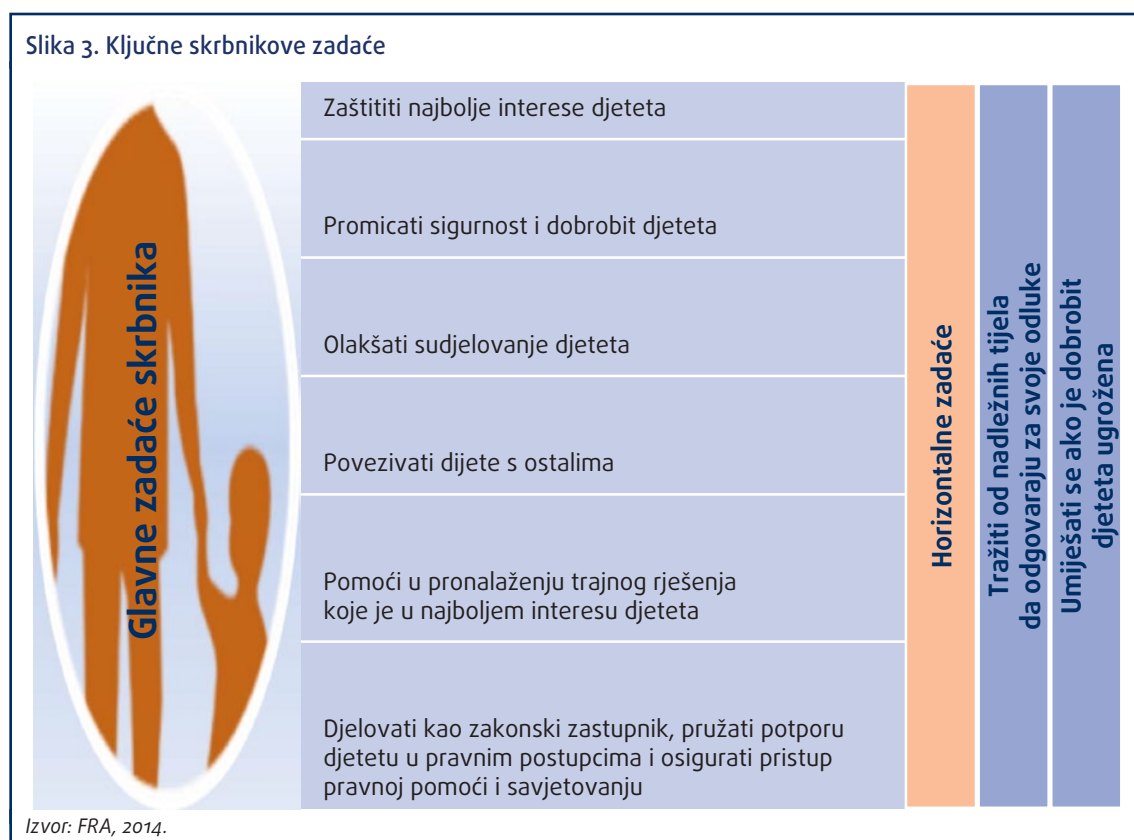 Slika 3. Ključne skrbnikove zadaće
Glavne zadaće skrbnika
Zaštititi najbolje interese djeteta
Promicati sigurnost i dobrobit djeteta
Olakšati sudjelovanje djeteta
Povezivati dijete s ostalima
Pomoći u pronalaženju trajnog rješenja
koje je u najboljem interesu djeteta
Djelovati kao zakonski zastupnik, pružati potporu
djetetu u pravnim postupcima i osigurati pristup
pravnoj pomoći i savjetovanju
Horizontalne zadaće
Tražiti od nadležnih tijela
da odgovaraju za svoje odluke
Umiješati se ako je dobrobit
djeteta ugrožena
Izvor: FRA, 2014.